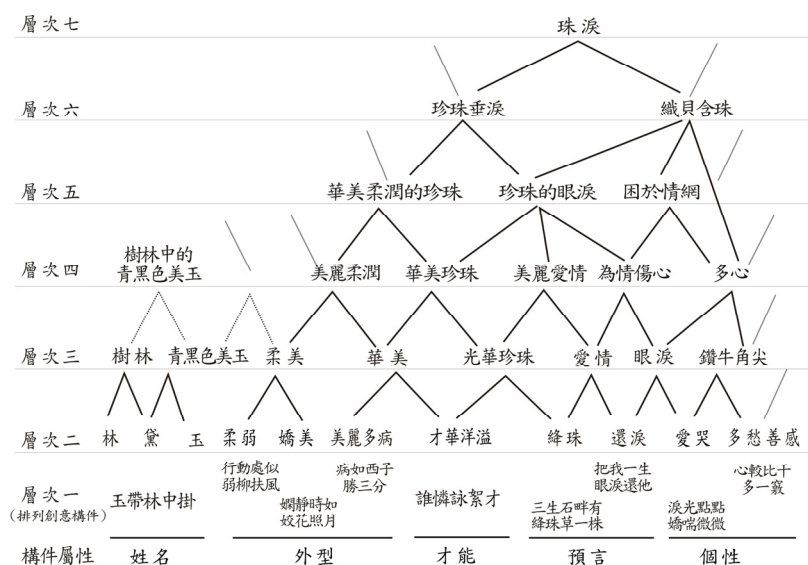 層次七 珠淚
層次六 珍珠垂淚 織貝含珠
層次五 華美柔潤的珍珠 珍珠的眼淚 困於情網
樹林中的
層次四 青黑色美玉 美麗柔潤 華美珍珠 美麗愛情 為情傷心 多心
層次三 樹林 青黑色美玉 柔美 華美 光華珍珠 愛情 眼淚 鑽牛角尖
層次二 林 黛 玉 柔弱 嬌美 美麗多病 才華洋溢 絳珠 還淚 愛哭 多愁善感
行動處似 病如西子 把我一生 心較比干
弱柳扶風 勝三分 眼淚還他 多一竅
層次一 玉帶林中掛 誰憐詠絮才
嫻靜時如 三生石畔有 淚光點點
(排列創意構件) 姣花照月 絳珠草一株 嬌喘微微
構件屬性 姓名 外型 才能 預言 個性